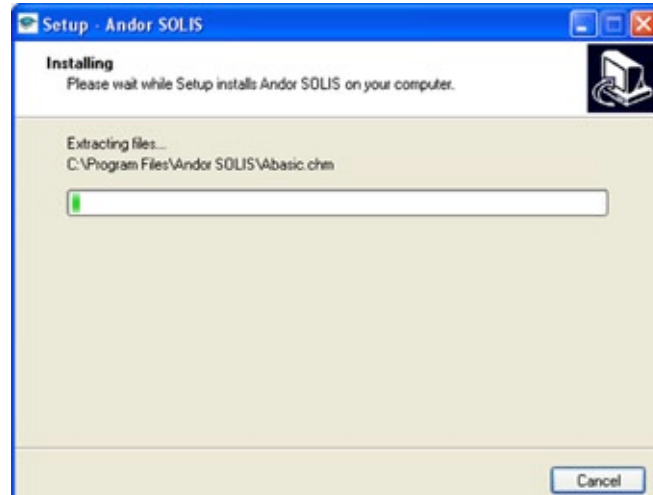 Setup - Andor SOLIS
Installing
Please wait while Setup installs Andor SOLIS on your computer.
Extracting files...
C:\Program Files\Andor SOLIS\Abasic.chm
Cancel